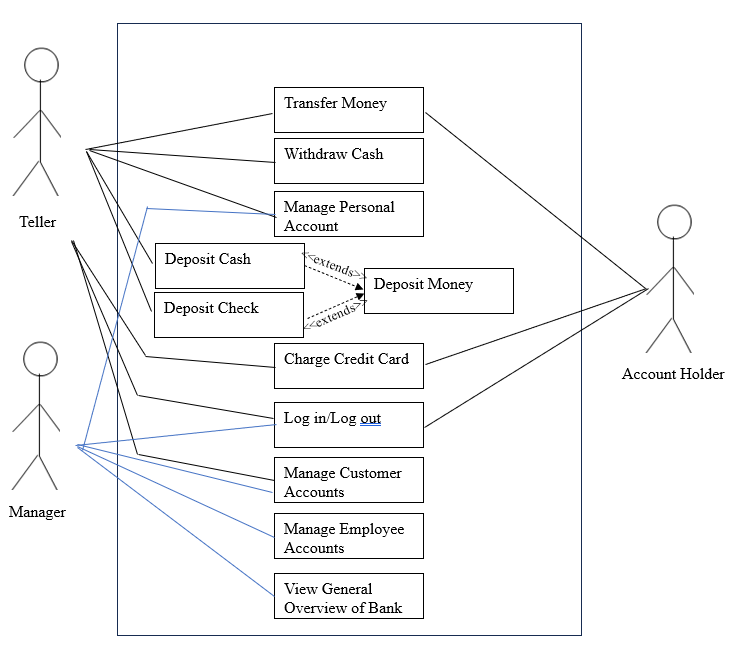 Transfer Money
Withdraw Cash
Teller
Manage Personal
Account
Deposit Cash
<<extends>>
Deposit Money
Deposit Check
<<extends>>
Charge Credit Card
Account Holder
Log in/Log out
Manage Customer
Accounts
Manager
Manage Employee
Accounts
View General
Overview of Bank